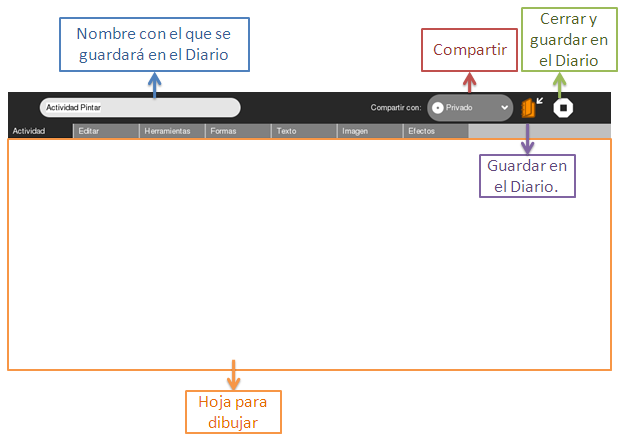 Nombre con el que se
guardará en el Diario
Compartir
Cerrar y
guardar en
el Diario
Actividad Pintar
Compartir con:
Privado
Actividad
Editar
Herramientas
Formas
Texto
Imagen
Efectos
Guardar en
el Diario.
Hoja para
dibujar